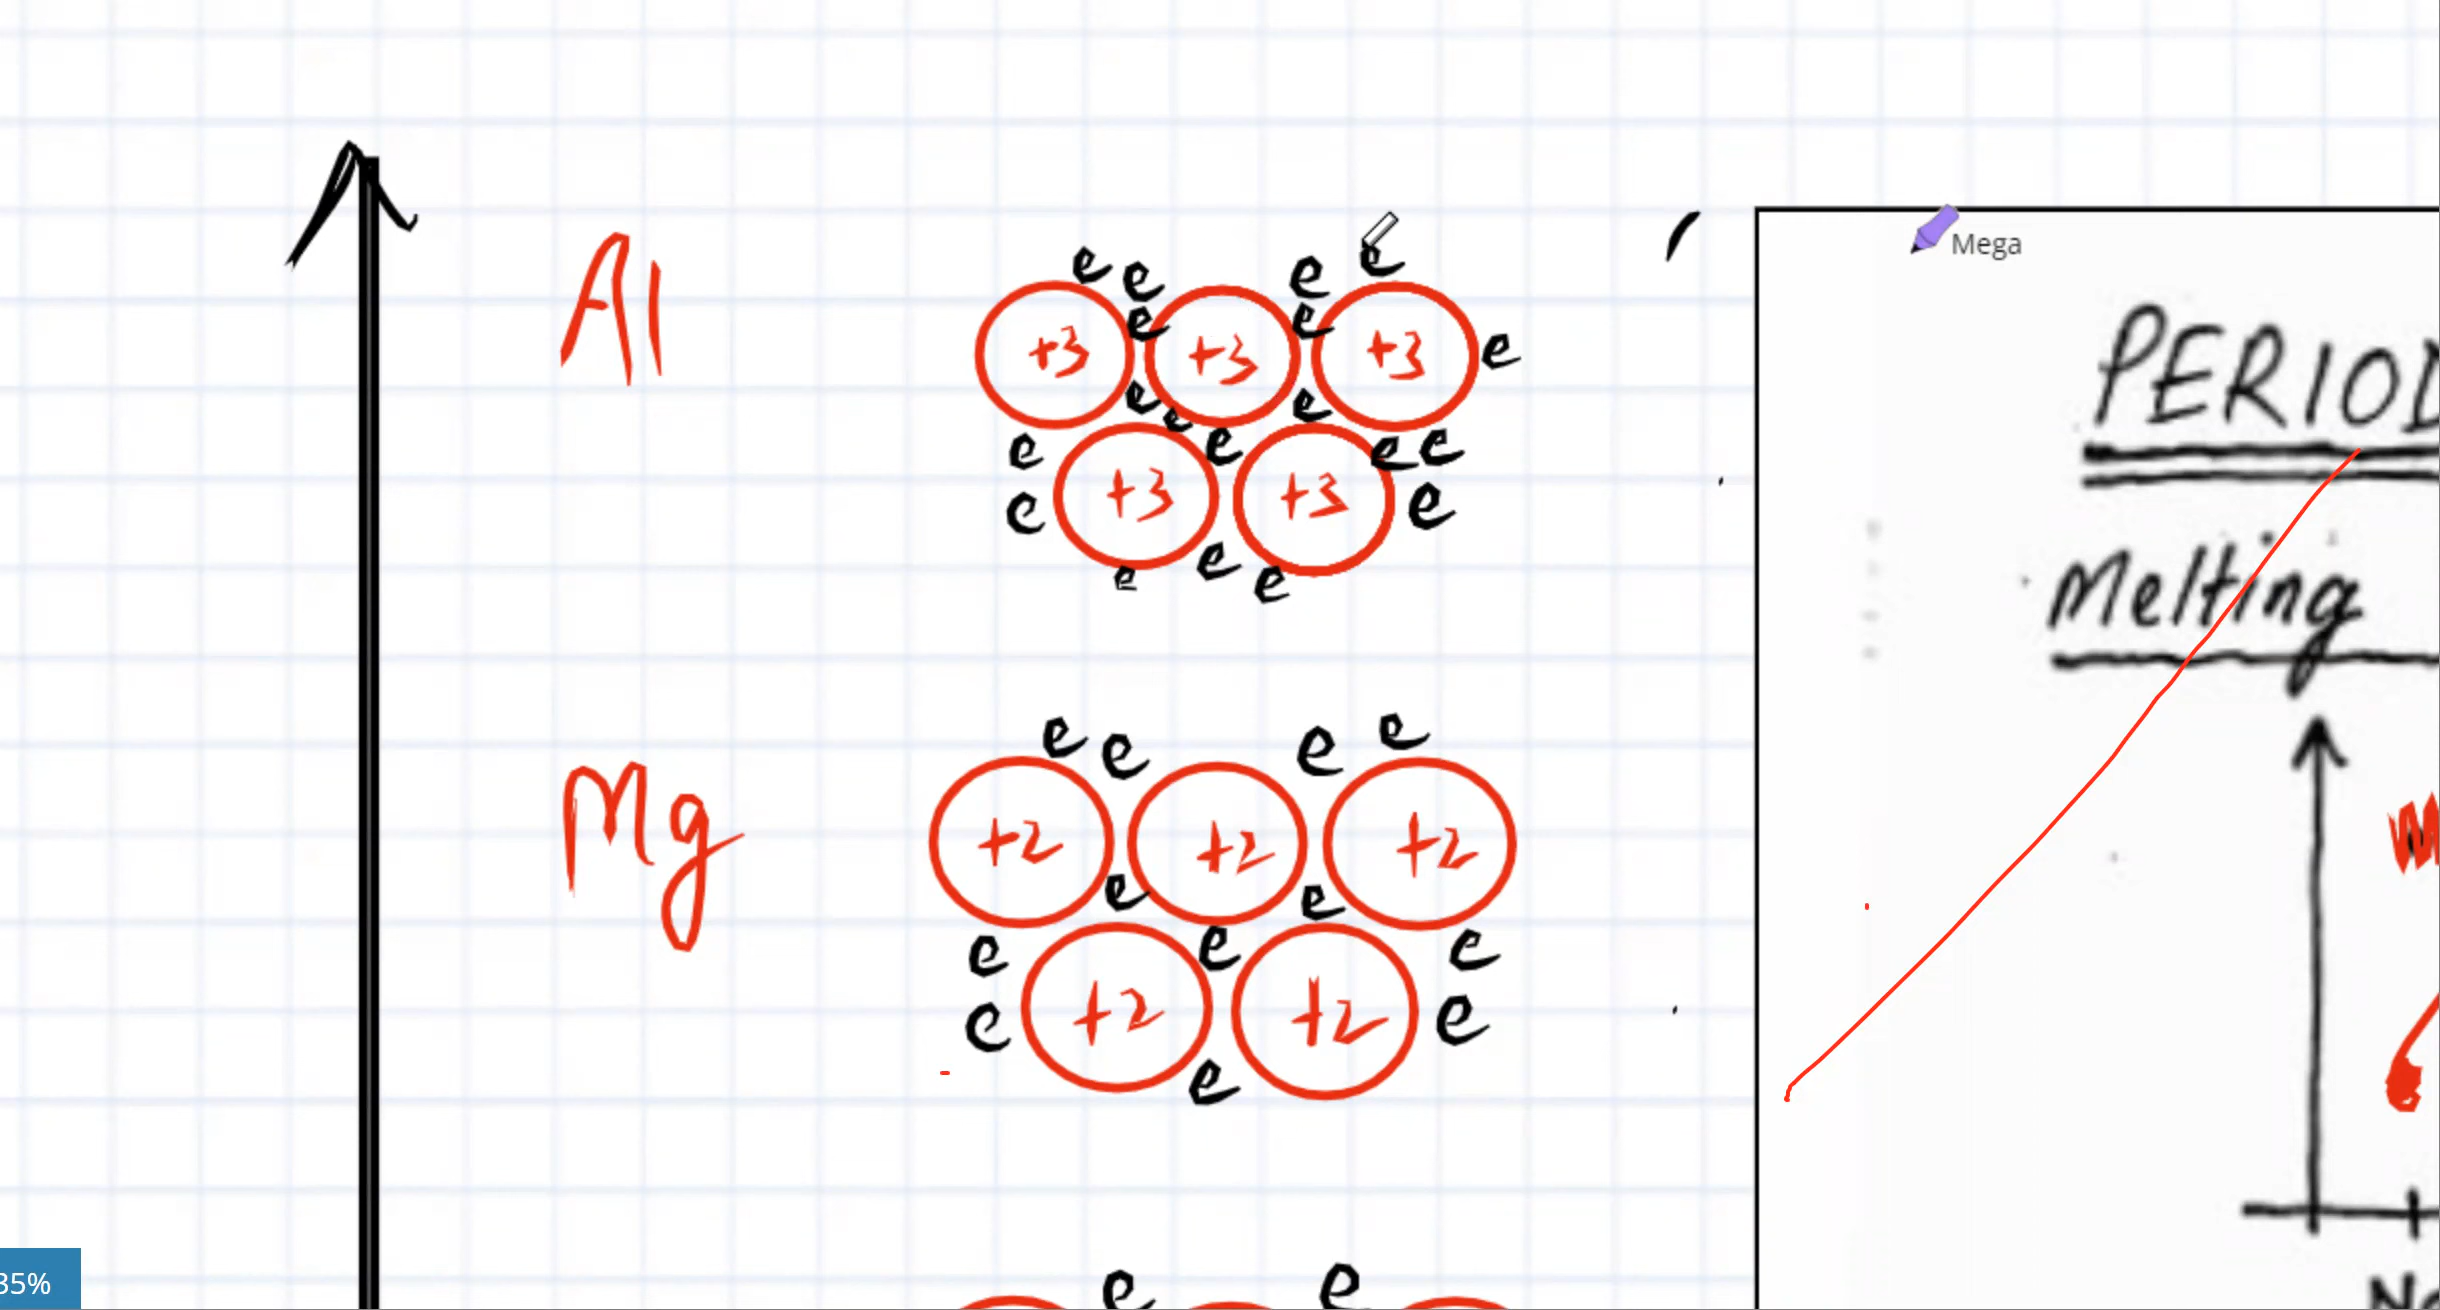 e e e e
Al
e e
+3 +3 +3 e
e e e
e e e e
e +3 +3 e
e e e
e e e e
Mg +2 +2 +2
e e
e e e
e +2 +2 e
e
e e
35%
Mega
PERIOD
Melting